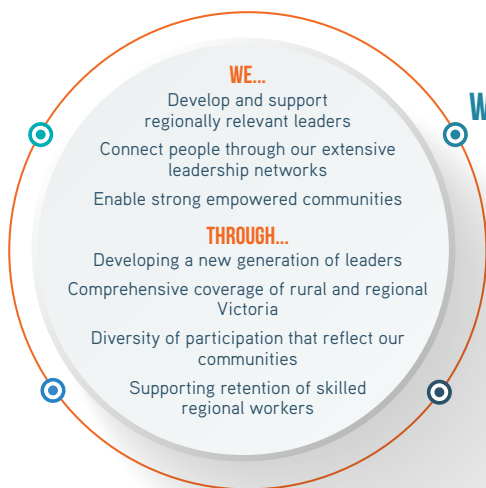 WE...
Develop and support
regionally relevant leaders
Connect people through our extensive
leadership networks
Enable strong empowered communities
THROUGH...
Developing a new generation of leaders
Comprehensive coverage of rural and regional
Victoria
Diversity of participation that reflect our
communities
Supporting retention of skilled
regional workers